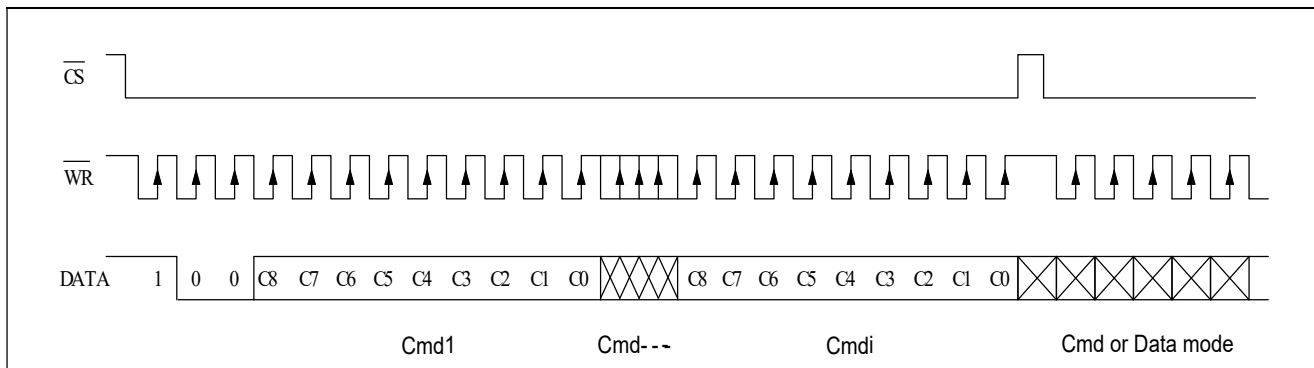 CS
WR
DATA 1 0 0 C8 C7 C6 C5 C4 C3 C2 C1 C0 C8 C7 C6 C5 C4 C3 C2 C1 C0
Cmd1 Cmd--- Cmdi Cmd or Data mode